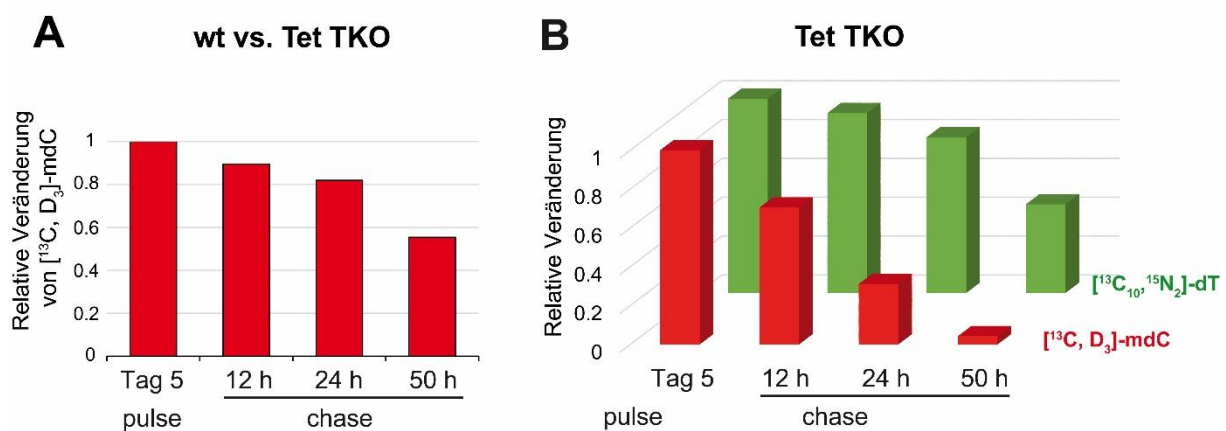 A
wt vs. Tet TKO
Relative Veränderung
von [¹³C, D₃]-mdC
1
0.8
0.6
0.4
0.2
0
Tag 5
12 h
24 h
50 h
pulse
chase
B
Tet TKO
Relative Veränderung
1
0.8
0.6
0.4
0.2
0
[¹³C₁₀,¹⁵N₂]-dT
[¹³C, D₃]-mdC
Tag 5
12 h
24 h
50 h
pulse
chase